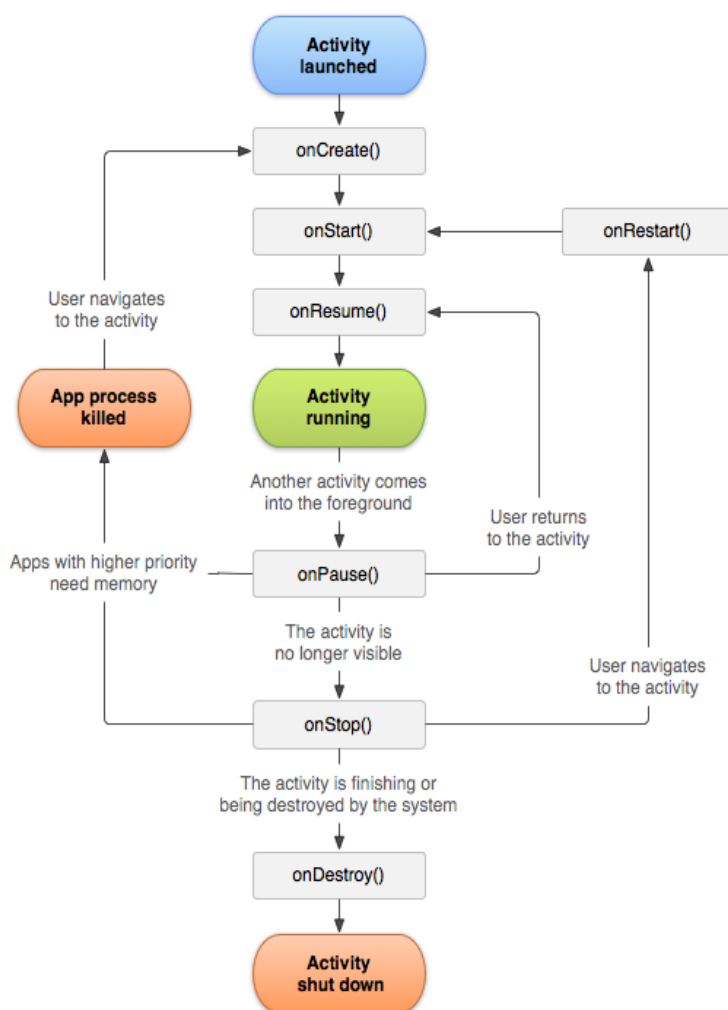 Activity
launched
onCreate()
onStart()
onRestart()
User navigates
to the activity
onResume()
App process
killed
Activity
running
Another activity comes
into the foreground
User returns
to the activity
Apps with higher priority
need memory
onPause()
The activity is
no longer visible
User navigates
to the activity
onStop()
The activity is finishing or
being destroyed by the system
onDestroy()
Activity
shut down